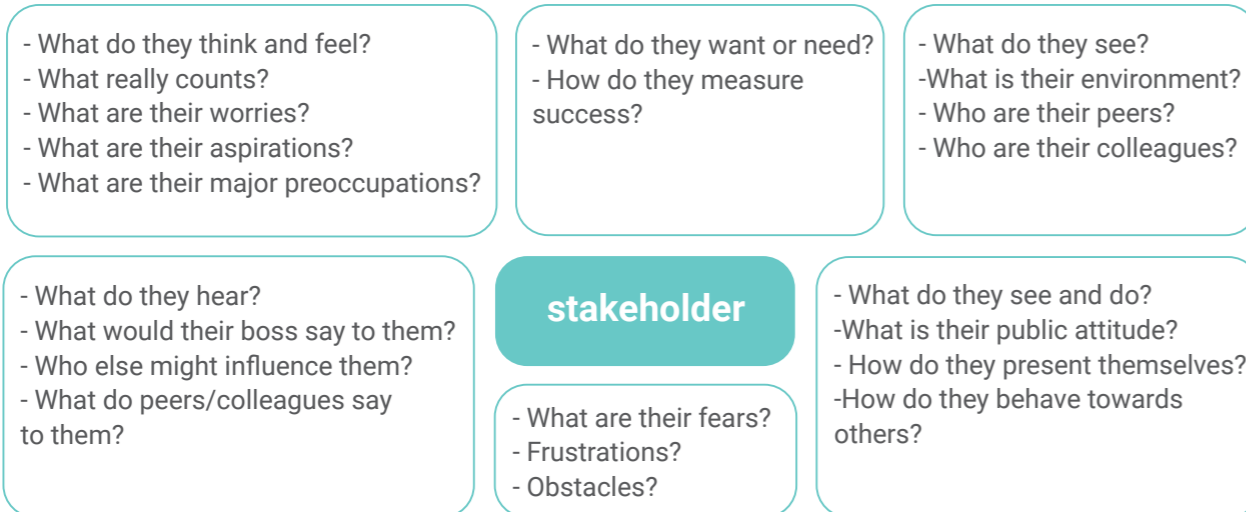 - What do they think and feel?
- What really counts?
- What are their worries?
- What are their aspirations?
- What are their major preoccupations?
- What do they want or need?
- How do they measure
success?
- What do they see?
-What is their environment?
- Who are their peers?
- Who are their colleagues?
- What do they hear?
- What would their boss say to them?
- Who else might influence them?
- What do peers/colleagues say
to them?
stakeholder
- What are their fears?
- Frustrations?
- Obstacles?
- What do they see and do?
-What is their public attitude?
- How do they present themselves?
-How do they behave towards
others?